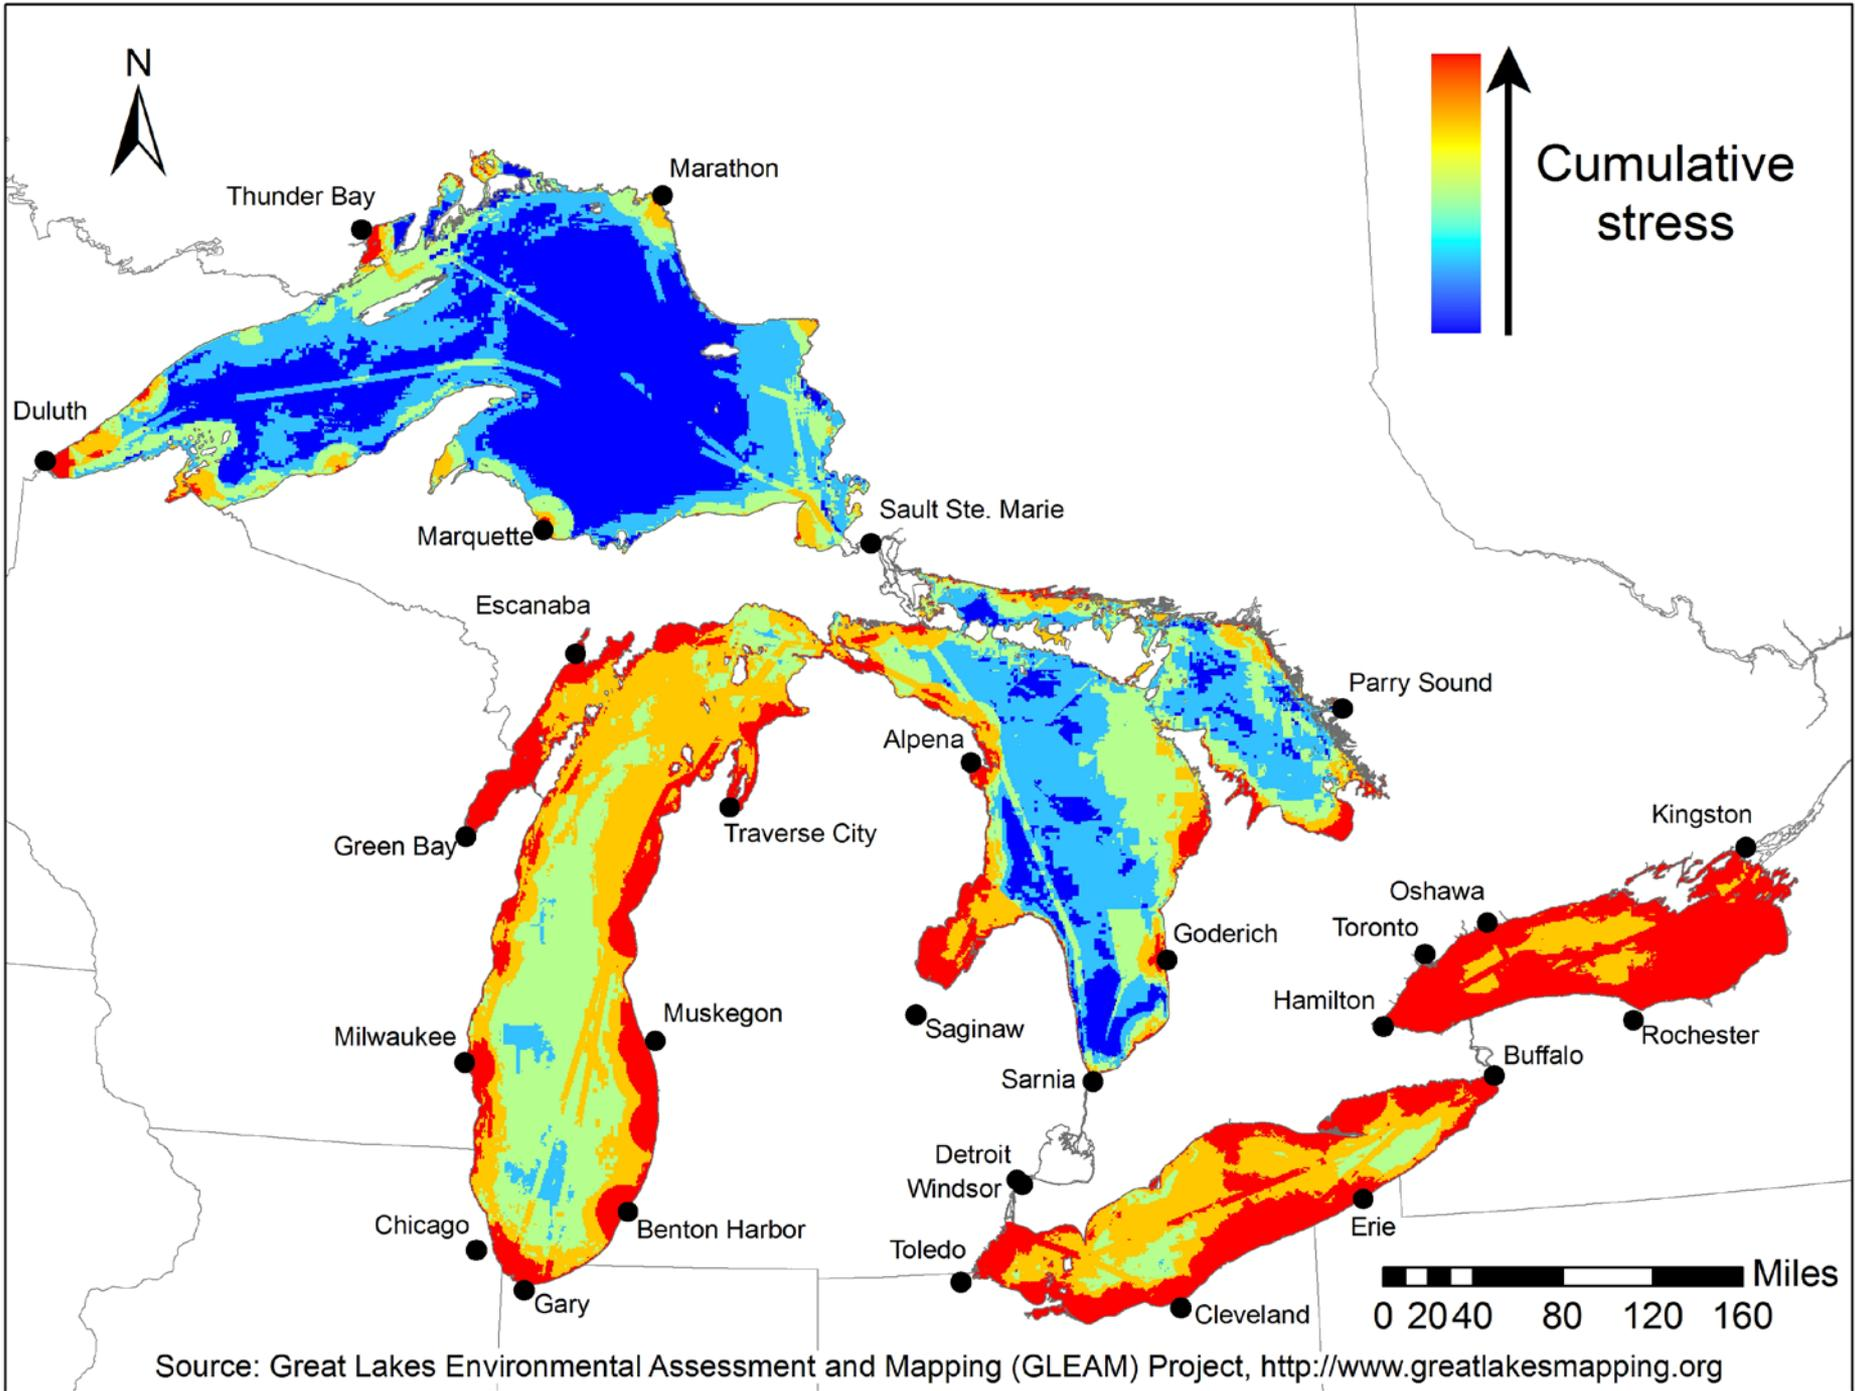 N
Cumulative
stress
Marathon
Thunder Bay
Duluth
Marquette
Sault Ste. Marie
Escanaba
Parry Sound
Alpena
Traverse City
Green Bay
Kingston
Oshawa
Toronto
Goderich
Hamilton
Muskegon
Saginaw
Rochester
Milwaukee
Buffalo
Sarnia
Detroit
Windsor
Chicago
Benton Harbor
Erie
Toledo
Gary
Cleveland
Miles
0 20 40 80 120 160
Source: Great Lakes Environmental Assessment and Mapping (GLEAM) Project, http://www.greatlakesmapping.org